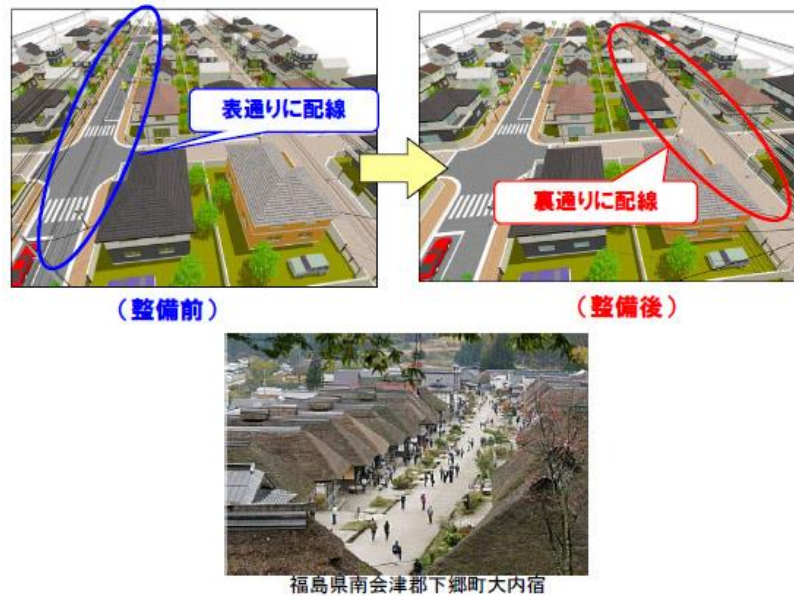 表通りに配線
裏通りに配線
（整備前）
（整備後）
福島県南会津郡下郷町大内宿